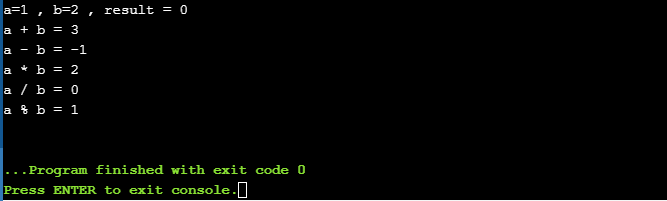 a=1 , b=2 , result = 0
a + b = 3
a - b = -1
a * b = 2
a / b = 0
a % b = 1
...Program finished with exit code 0
Press ENTER to exit console.